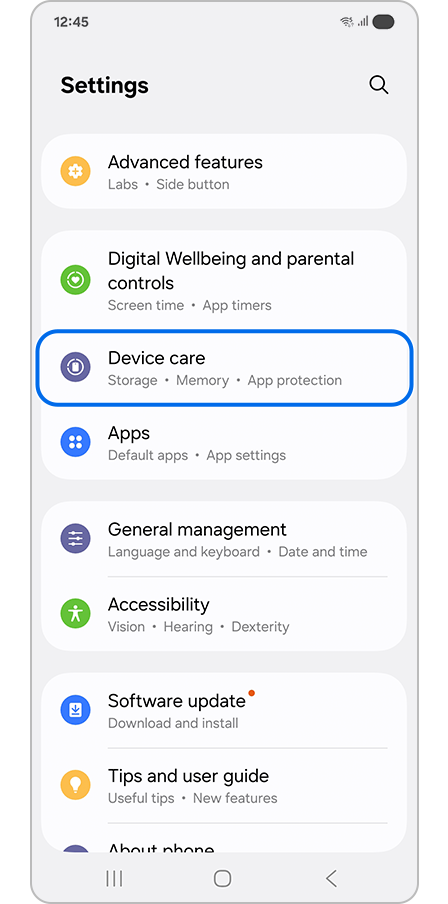 12:45
Settings
Advanced features
Labs • Side button
Digital Wellbeing and parental
controls
Screen time • App timers
Device care
Storage • Memory • App protection
Apps
Default apps • App settings
General management
Language and keyboard • Date and time
Accessibility
Vision • Hearing • Dexterity
Software update
Download and install
Tips and user guide
Useful tips • New features
About phone